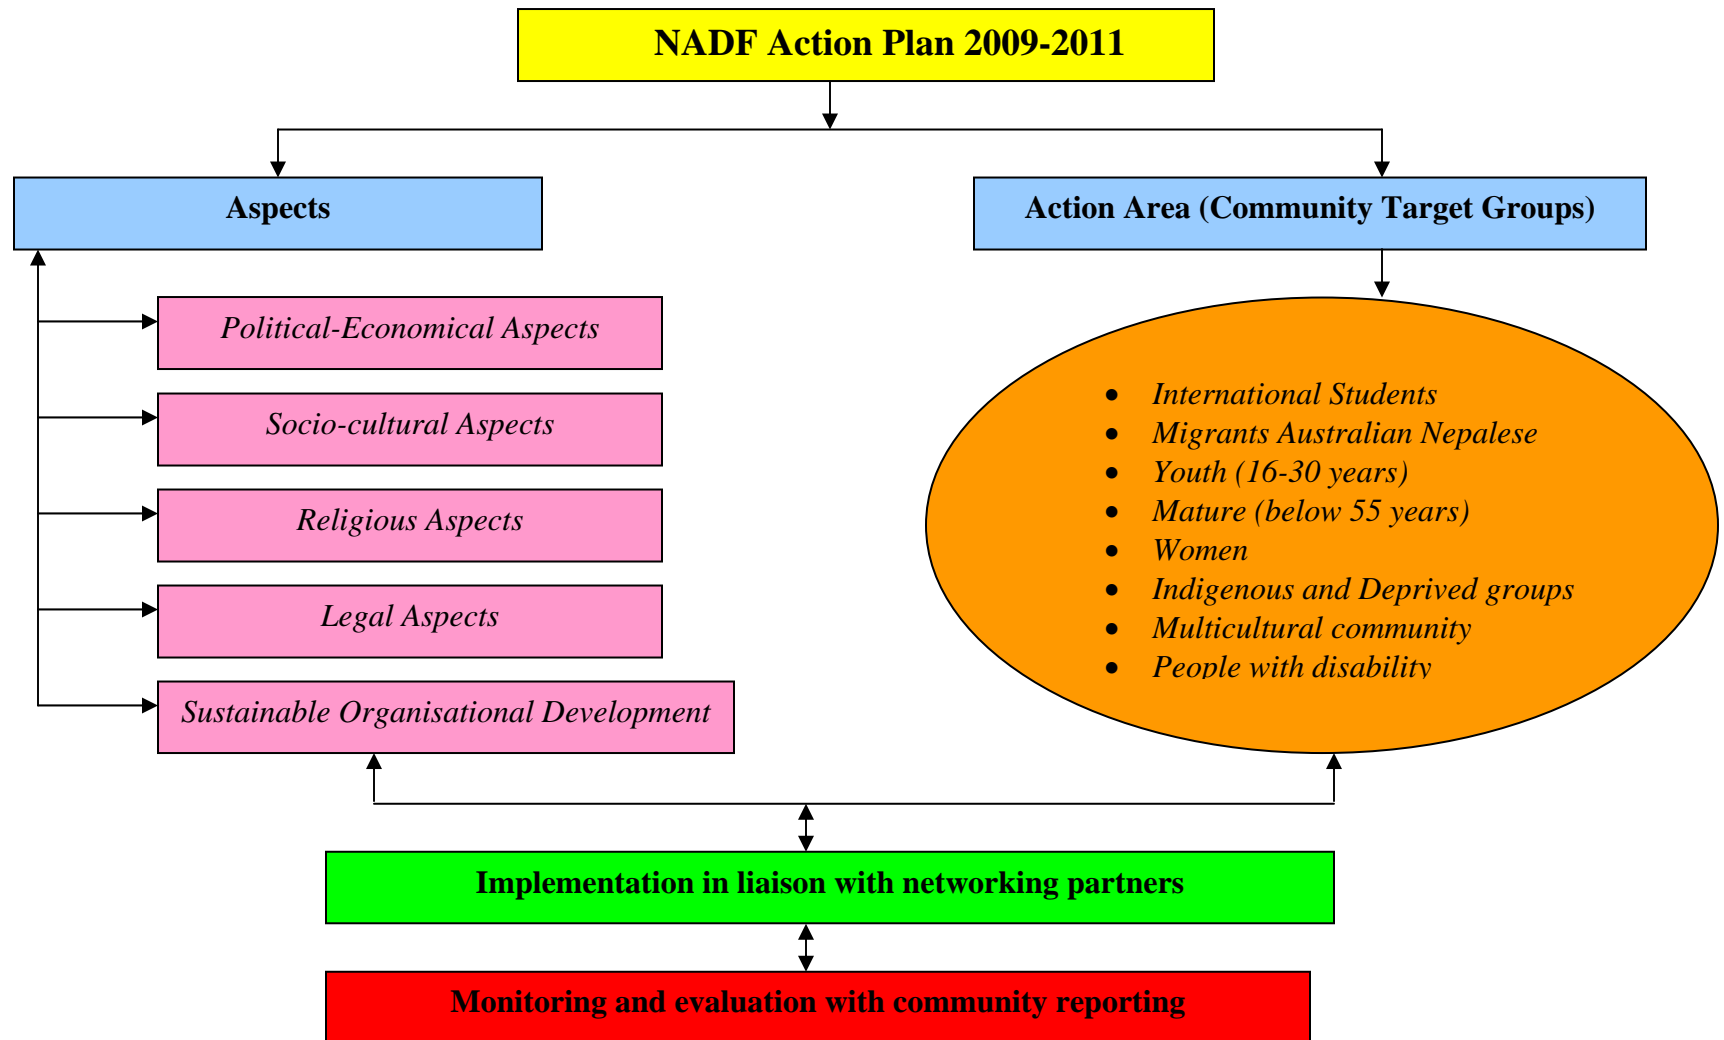 NADF Action Plan 2009-2011
Aspects
Action Area (Community Target Groups)
Political-Economical Aspects
Socio-cultural Aspects
Religious Aspects
Legal Aspects
Sustainable Organisational Development
• International Students
• Migrants Australian Nepalese
• Youth (16-30 years)
• Mature (below 55 years)
• Women
• Indigenous and Deprived groups
• Multicultural community
• People with disability
Implementation in liaison with networking partners
Monitoring and evaluation with community reporting